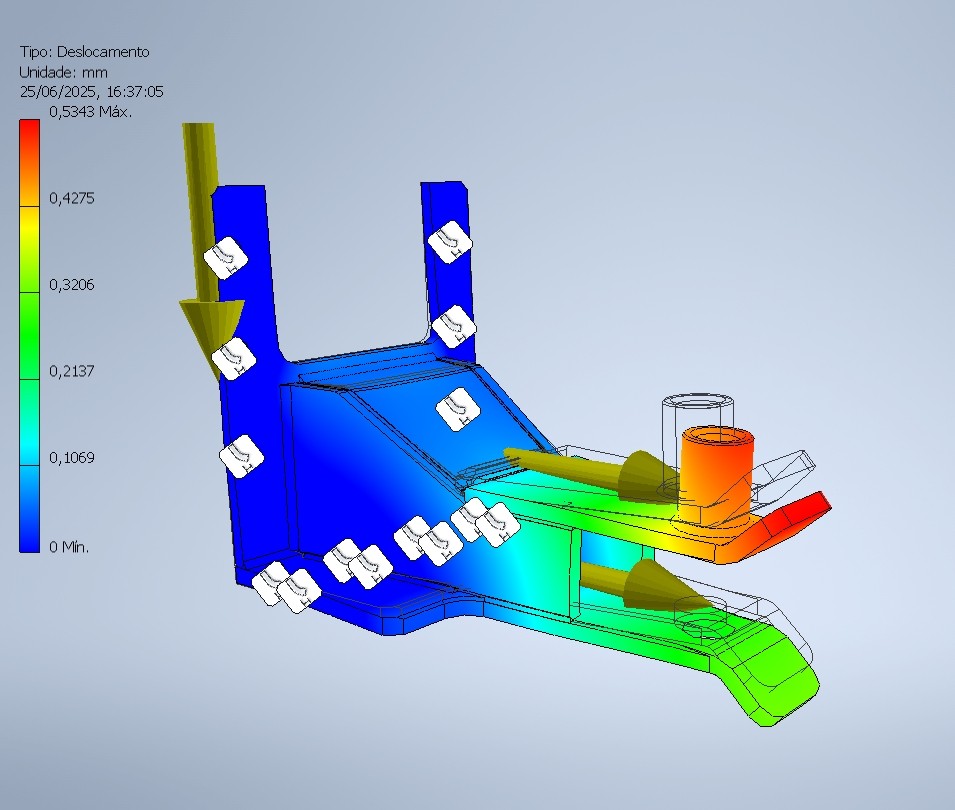 Tipo: Deslocamento
Unidade: mm
25/06/2025, 16:37:05
0,5343 Máx.
0,4275
0,3206
0,2137
0,1069
0 Mín.